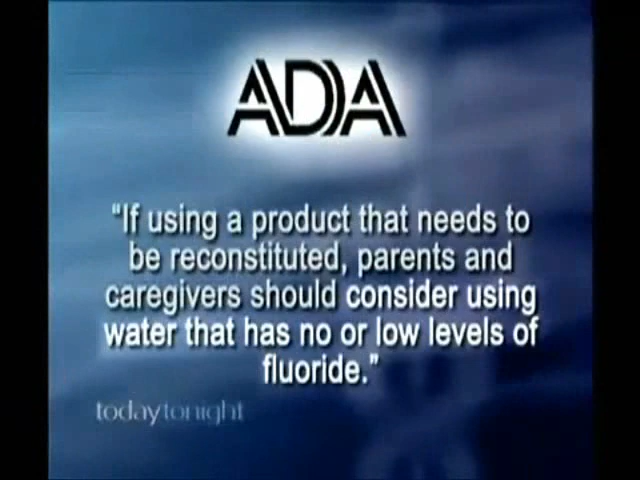 ADA
“If using a product that needs to
be reconstituted, parents and
caregivers should consider using
water that has no or low levels of
fluoride.”
todaytonight